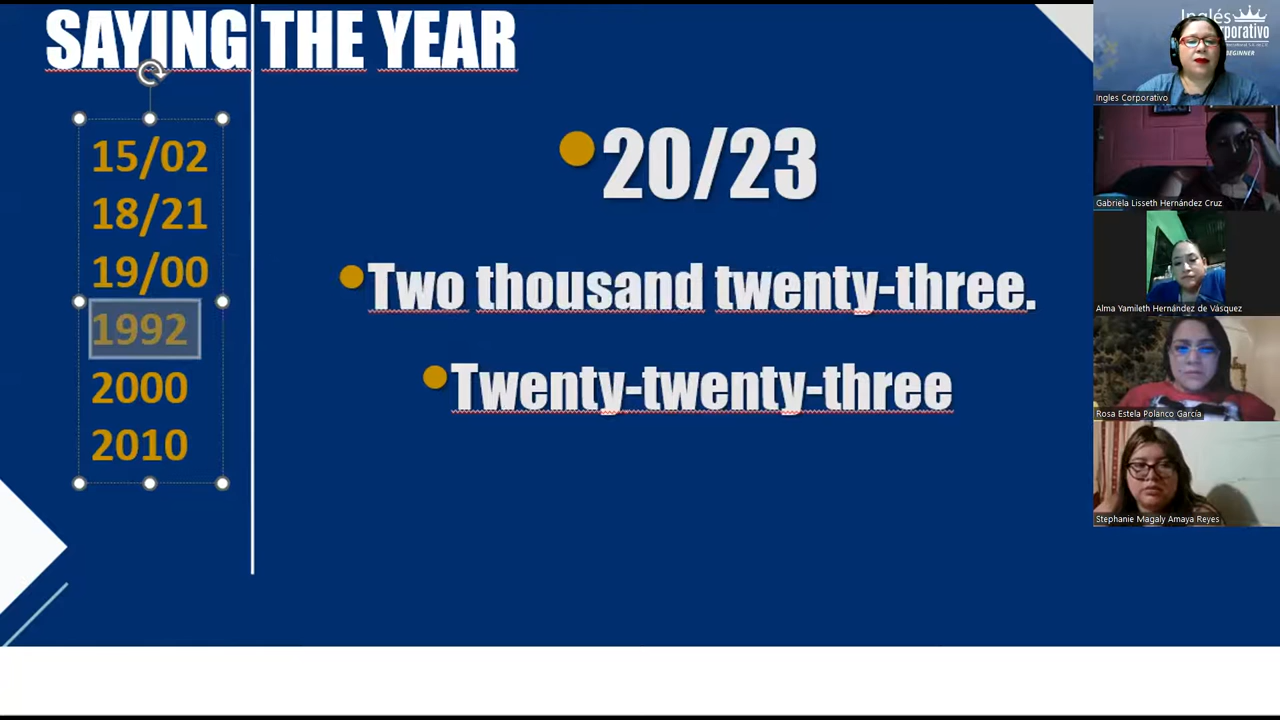 SAYING THE YEAR
15/02
18/21
19/00
1992
2000
2010
20/23
Two thousand twenty-three.
Twenty-twenty-three
Inglés
BEGINNER
Ingles Corporativo
Gabriela Lisseth Hernández Cruz
Alma Yamileth Hernández de Vásquez
Rosa Estela Polanco García
Stephanie Magaly Amaya Reyes